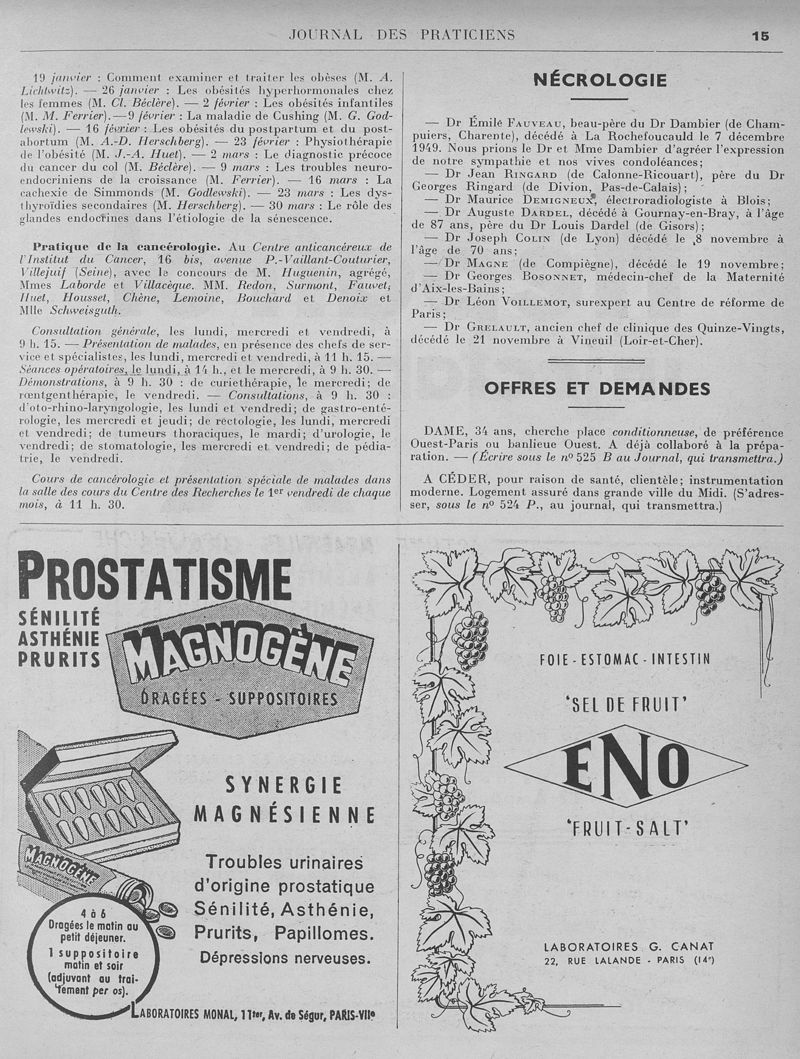 JOURNAL DES PRATICIENS
15
19 janvier : Comment examiner et traiter les obèses (M. A.
Lichtwitz). — 26 janvier : Les obésités hyperhormonales chez
les femmes (M. Cl. Béclère). — 2 février : Les obésités infantiles
(M. M. Ferrier). — 9 février : La maladie de Cushing (M. G. God-
lewski). — 16 février : Les obésités du postpartum et du post-
abortum (M. A.-D. Herschberg). — 23 février : Physiothérapie
de l'obésité (M. J.-A. Huet). — 2 mars : Le diagnostic précoce
du cancer du col (M. Béclère). — 9 mars : Les troubles neuro-
endocriniens de la croissance (M. Ferrier). — 16 mars : La
cachexie de Simmonds (M. Godlewski). — 23 mars : Les dys-
thyroïdies secondaires (M. Herschberg). — 30 mars : Le rôle des
glandes endocrines dans l'étiologie de la sénescence.
Pratique de la cancérologie. Au Centre anticancéreux de
l'Institut du Cancer, 16 bis, avenue P.-Vaillant-Couturier,
Villejuif (Seine), avec le concours de M. Huguenin, agrégé,
Mmes Laborde et Villacèque. MM. Redon, Surmont, Fauvet,
Huet, Housset, Chène, Lemoine, Bouchard et Denoix et
Mlle Schweisguth.
Consultation générale, les lundi, mercredi et vendredi, à
9 h. 15. — Présentation de malades, en présence des chefs de ser-
vice et spécialistes, les lundi, mercredi et vendredi, à 11 h. 15. —
Séances opératoires, le lundi, à 14 h., et le mercredi, à 9 h. 30. —
Démonstrations, à 9 h. 30 : de curiethérapie, le mercredi; de
rœntgenthérapie, le vendredi. — Consultations, à 9 h. 30 :
d'oto-rhino-laryngologie, les lundi et vendredi; de gastro-enté-
rologie, les mercredi et jeudi; de rectologie, les lundi, mercredi
et vendredi; de tumeurs thoraciques, le mardi; d'urologie, le
vendredi; de stomatologie, les mercredi et vendredi; de pédia-
trie, le vendredi.
Cours de cancérologie et présentation spéciale de malades dans
la salle des cours du Centre des Recherches le 1er vendredi de chaque
mois, à 11 h. 30.
NÉCROLOGIE
— Dr Émile FAUVEAU, beau-père du Dr Dambier (de Cham-
puiers, Charente), décédé à La Rochefoucauld le 7 décembre
1949. Nous prions le Dr et Mme Dambier d'agréer l'expression
de notre sympathie et nos vives condoléances;
— Dr Jean RINGARD (de Calonne-Ricouart), père du Dr
Georges Ringard (de Divion, Pas-de-Calais);
— Dr Maurice DEMIGNEUX, électroradiologiste à Blois;
— Dr Auguste DARDEL, décédé à Gournay-en-Bray, à l'âge
de 87 ans, père du Dr Louis Dardel (de Gisors);
— Dr Joseph COLIN (de Lyon) décédé le 8 novembre à
l'âge de 70 ans;
— Dr MAGNE (de Compiègne), décédé le 19 novembre;
— Dr Georges BOSONNET, médecin-chef de la Maternité
d'Aix-les-Bains;
— Dr Léon VOILLEMOT, surexpert au Centre de réforme de
Paris;
— Dr GRELAULT, ancien chef de clinique des Quinze-Vingts,
décédé le 21 novembre à Vineuil (Loir-et-Cher).
OFFRES ET DEMANDES
DAME, 34 ans, cherche place conditionneuse, de préférence
Ouest-Paris ou banlieue Ouest. A déjà collaboré à la prépa-
ration. — (Écrire sous le nº 525 B au Journal, qui transmettra.)
A CÉDER, pour raison de santé, clientèle; instrumentation
moderne. Logement assuré dans grande ville du Midi. (S'adres-
ser, sous le nº 524 P., au journal, qui transmettra.)
PROSTATISME
SÉNILITÉ
ASTHÉNIE
PRURITS
MAGNOGÈNE
DRAGÉES - SUPPOSITOIRES
SYNERGIE
MAGNÉSIENNE
MAGNOGÈNE
Troubles urinaires
d'origine prostatique
Sénilité, Asthénie,
Prurits, Papillomes.
Dépressions nerveuses.
4 à 6
Dragées le matin au
petit déjeuner.
1 suppositoire
matin et soir
(adjuvant au trai-
tement per os).
LABORATOIRES MONAL, 11ter, Av. de Ségur, PARIS-VIIe
FOIE - ESTOMAC - INTESTIN
'SEL DE FRUIT'
ENO
'FRUIT-SALT'
LABORATOIRES G. CANAT
22, RUE LALANDE - PARIS (14e)